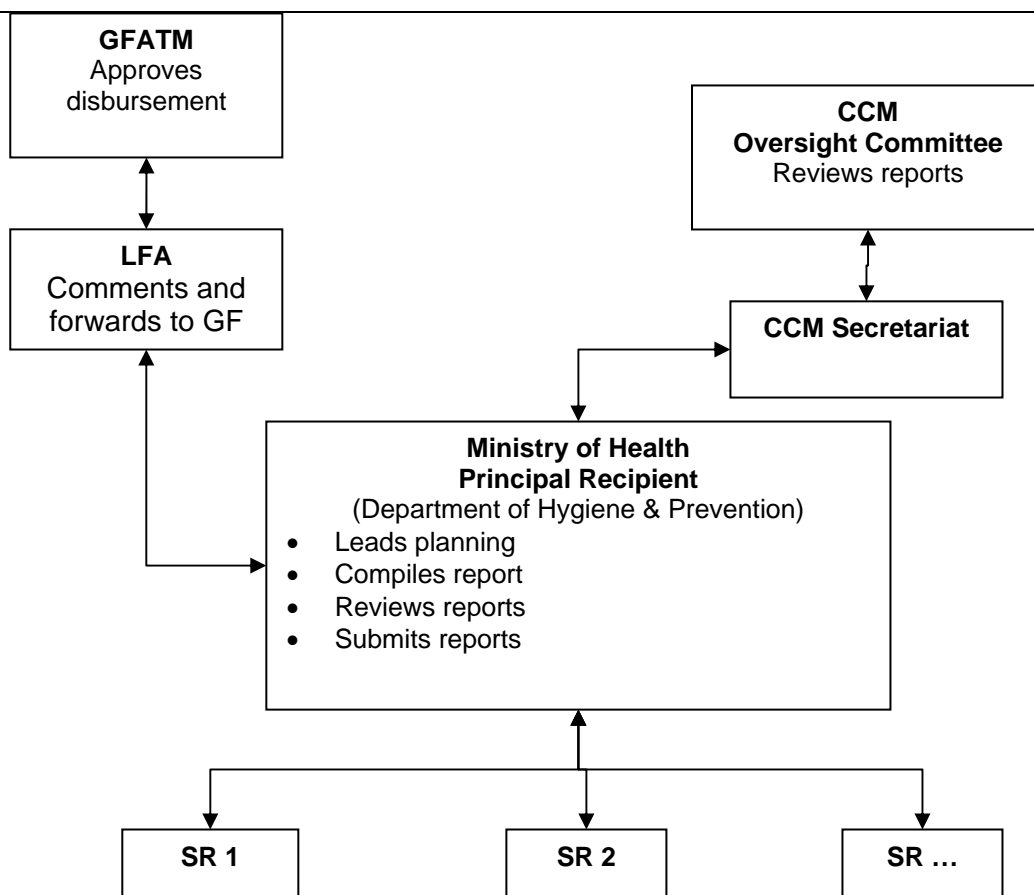 GFATM
Approves
disbursement
CCM
Oversight Committee
Reviews reports
LFA
Comments and
forwards to GF
CCM Secretariat
Ministry of Health
Principal Recipient
(Department of Hygiene & Prevention)
• Leads planning
• Compiles report
• Reviews reports
• Submits reports
SR 1
SR 2
SR …